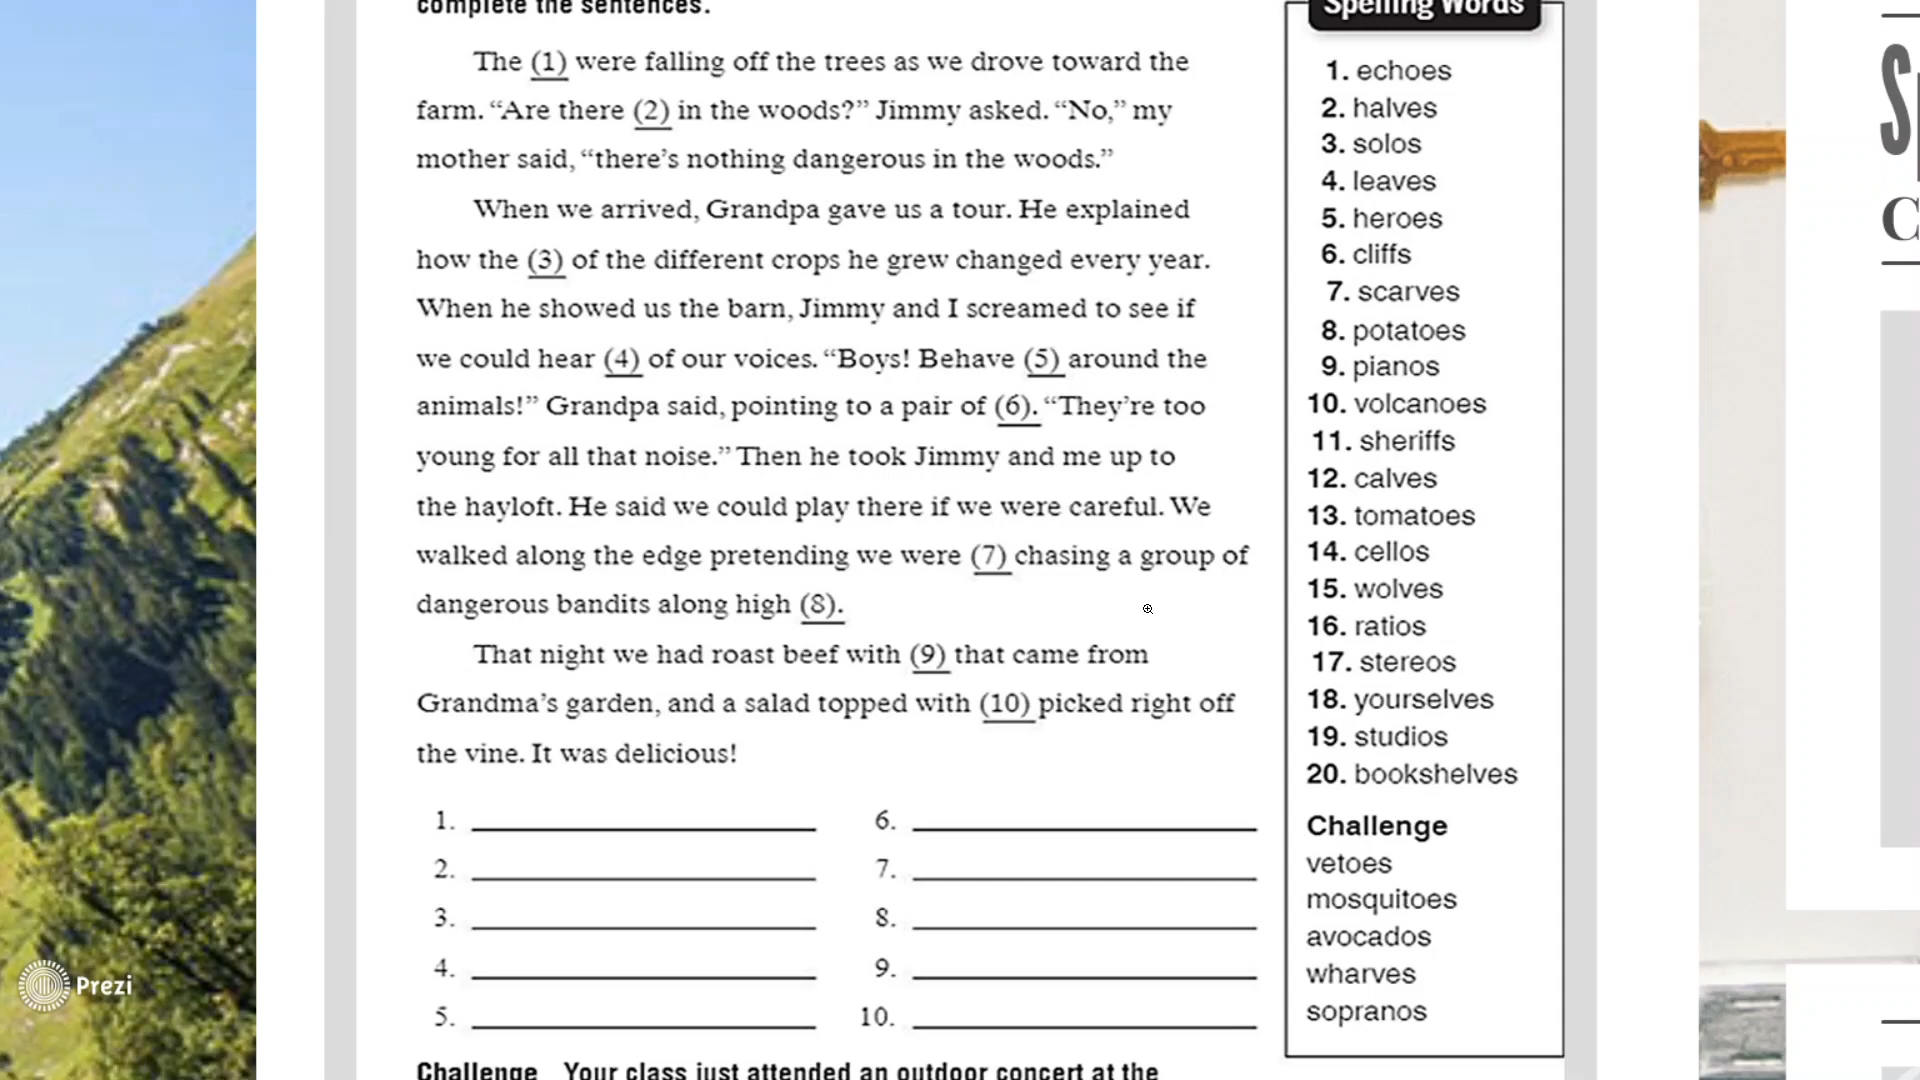 complete the sentences.
The (1) were falling off the trees as we drove toward the
farm. “Are there (2) in the woods?” Jimmy asked. “No,” my
mother said, “there’s nothing dangerous in the woods.”
When we arrived, Grandpa gave us a tour. He explained
how the (3) of the different crops he grew changed every year.
When he showed us the barn, Jimmy and I screamed to see if
we could hear (4) of our voices. “Boys! Behave (5) around the
animals!” Grandpa said, pointing to a pair of (6). “They’re too
young for all that noise.” Then he took Jimmy and me up to
the hayloft. He said we could play there if we were careful. We
walked along the edge pretending we were (7) chasing a group of
dangerous bandits along high (8).
That night we had roast beef with (9) that came from
Grandma’s garden, and a salad topped with (10) picked right off
the vine. It was delicious!
1.
2.
3.
4.
5.
6.
7.
8.
9.
10.
Challenge Your class just attended an outdoor concert at the
Spelling Words
1. echoes
2. halves
3. solos
4. leaves
5. heroes
6. cliffs
7. scarves
8. potatoes
9. pianos
10. volcanoes
11. sheriffs
12. calves
13. tomatoes
14. cellos
15. wolves
16. ratios
17. stereos
18. yourselves
19. studios
20. bookshelves
Challenge
vetoes
mosquitoes
avocados
wharves
sopranos
Prezi